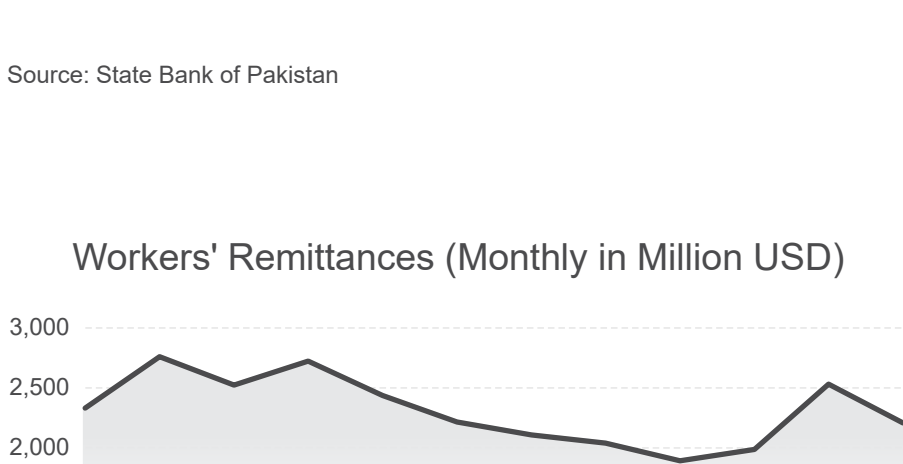 Source: State Bank of Pakistan
Workers' Remittances (Monthly in Million USD)
3,000
2,500
2,000